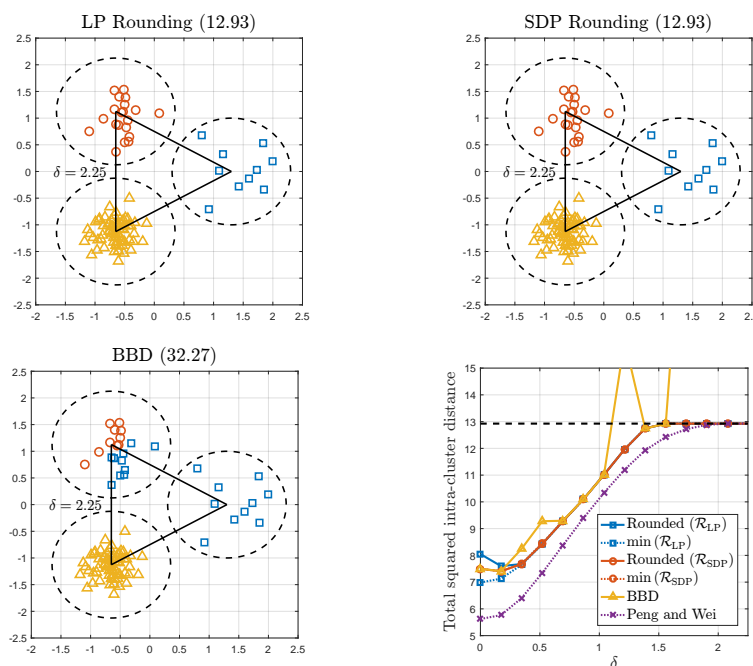 LP Rounding (12.93)
2.5
2
1.5
1
0.5
0
-0.5
-1
-1.5
-2
-2.5
δ = 2.25
-2 -1.5 -1 -0.5 0 0.5 1 1.5 2 2.5
SDP Rounding (12.93)
2.5
2
1.5
1
0.5
0
-0.5
-1
-1.5
-2
-2.5
δ = 2.25
-2 -1.5 -1 -0.5 0 0.5 1 1.5 2 2.5
BBD (32.27)
2.5
2
1.5
1
0.5
0
-0.5
-1
-1.5
-2
-2.5
δ = 2.25
-2 -1.5 -1 -0.5 0 0.5 1 1.5 2 2.5
Total squared intra-cluster distance
15
14
13
12
11
10
9
8
7
6
5
Rounded (ℛ_LP)
min (ℛ_LP)
Rounded (ℛ_SDP)
min (ℛ_SDP)
BBD
Peng and Wei
0 0.5 1 1.5 2
δ